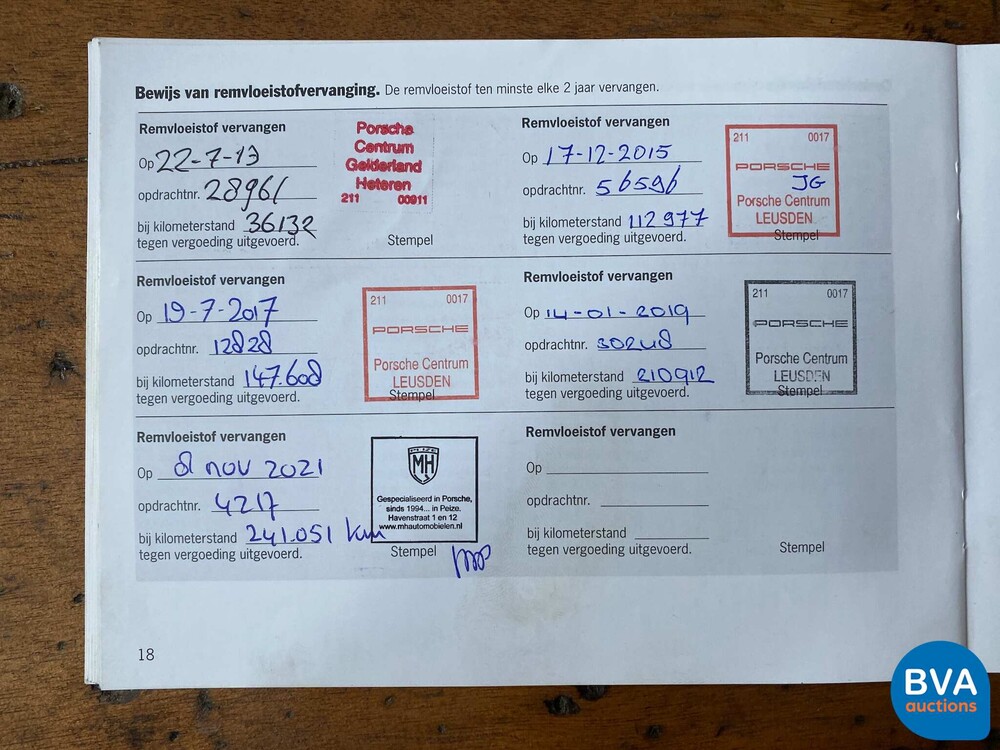 Bewijs van remvloeistofvervanging. De remvloeistof ten minste elke 2 jaar vervangen.
Remvloeistof vervangen
Op 22-7-13
opdrachtnr. 28961
bij kilometerstand 36132
tegen vergoeding uitgevoerd.
Porsche
Centrum
Gelderland
Heteren
211 00911
Stempel
Remvloeistof vervangen
Op 17-12-2015
opdrachtnr. 56596
bij kilometerstand 112977
tegen vergoeding uitgevoerd.
211 0017
PORSCHE
JG
Porsche Centrum
LEUSDEN
Stempel
Remvloeistof vervangen
Op 19-7-2017
opdrachtnr. 12828
bij kilometerstand 147.608
tegen vergoeding uitgevoerd.
211 0017
PORSCHE
Porsche Centrum
LEUSDEN
Stempel
Remvloeistof vervangen
Op 14-01-2019
opdrachtnr. 30248
bij kilometerstand 210912
tegen vergoeding uitgevoerd.
211 0017
PORSCHE
Porsche Centrum
LEUSDEN
Stempel
Remvloeistof vervangen
Op 8 nov 2021
opdrachtnr. 4217
bij kilometerstand 241.051 km
tegen vergoeding uitgevoerd.
PEIZE
MH
Gespecialiseerd in Porsche,
sinds 1994... in Peize.
Havenstraat 1 en 12
www.mhautomobielen.nl
Stempel
Remvloeistof vervangen
Op
opdrachtnr.
bij kilometerstand
tegen vergoeding uitgevoerd.
Stempel
18
BVA
auctions